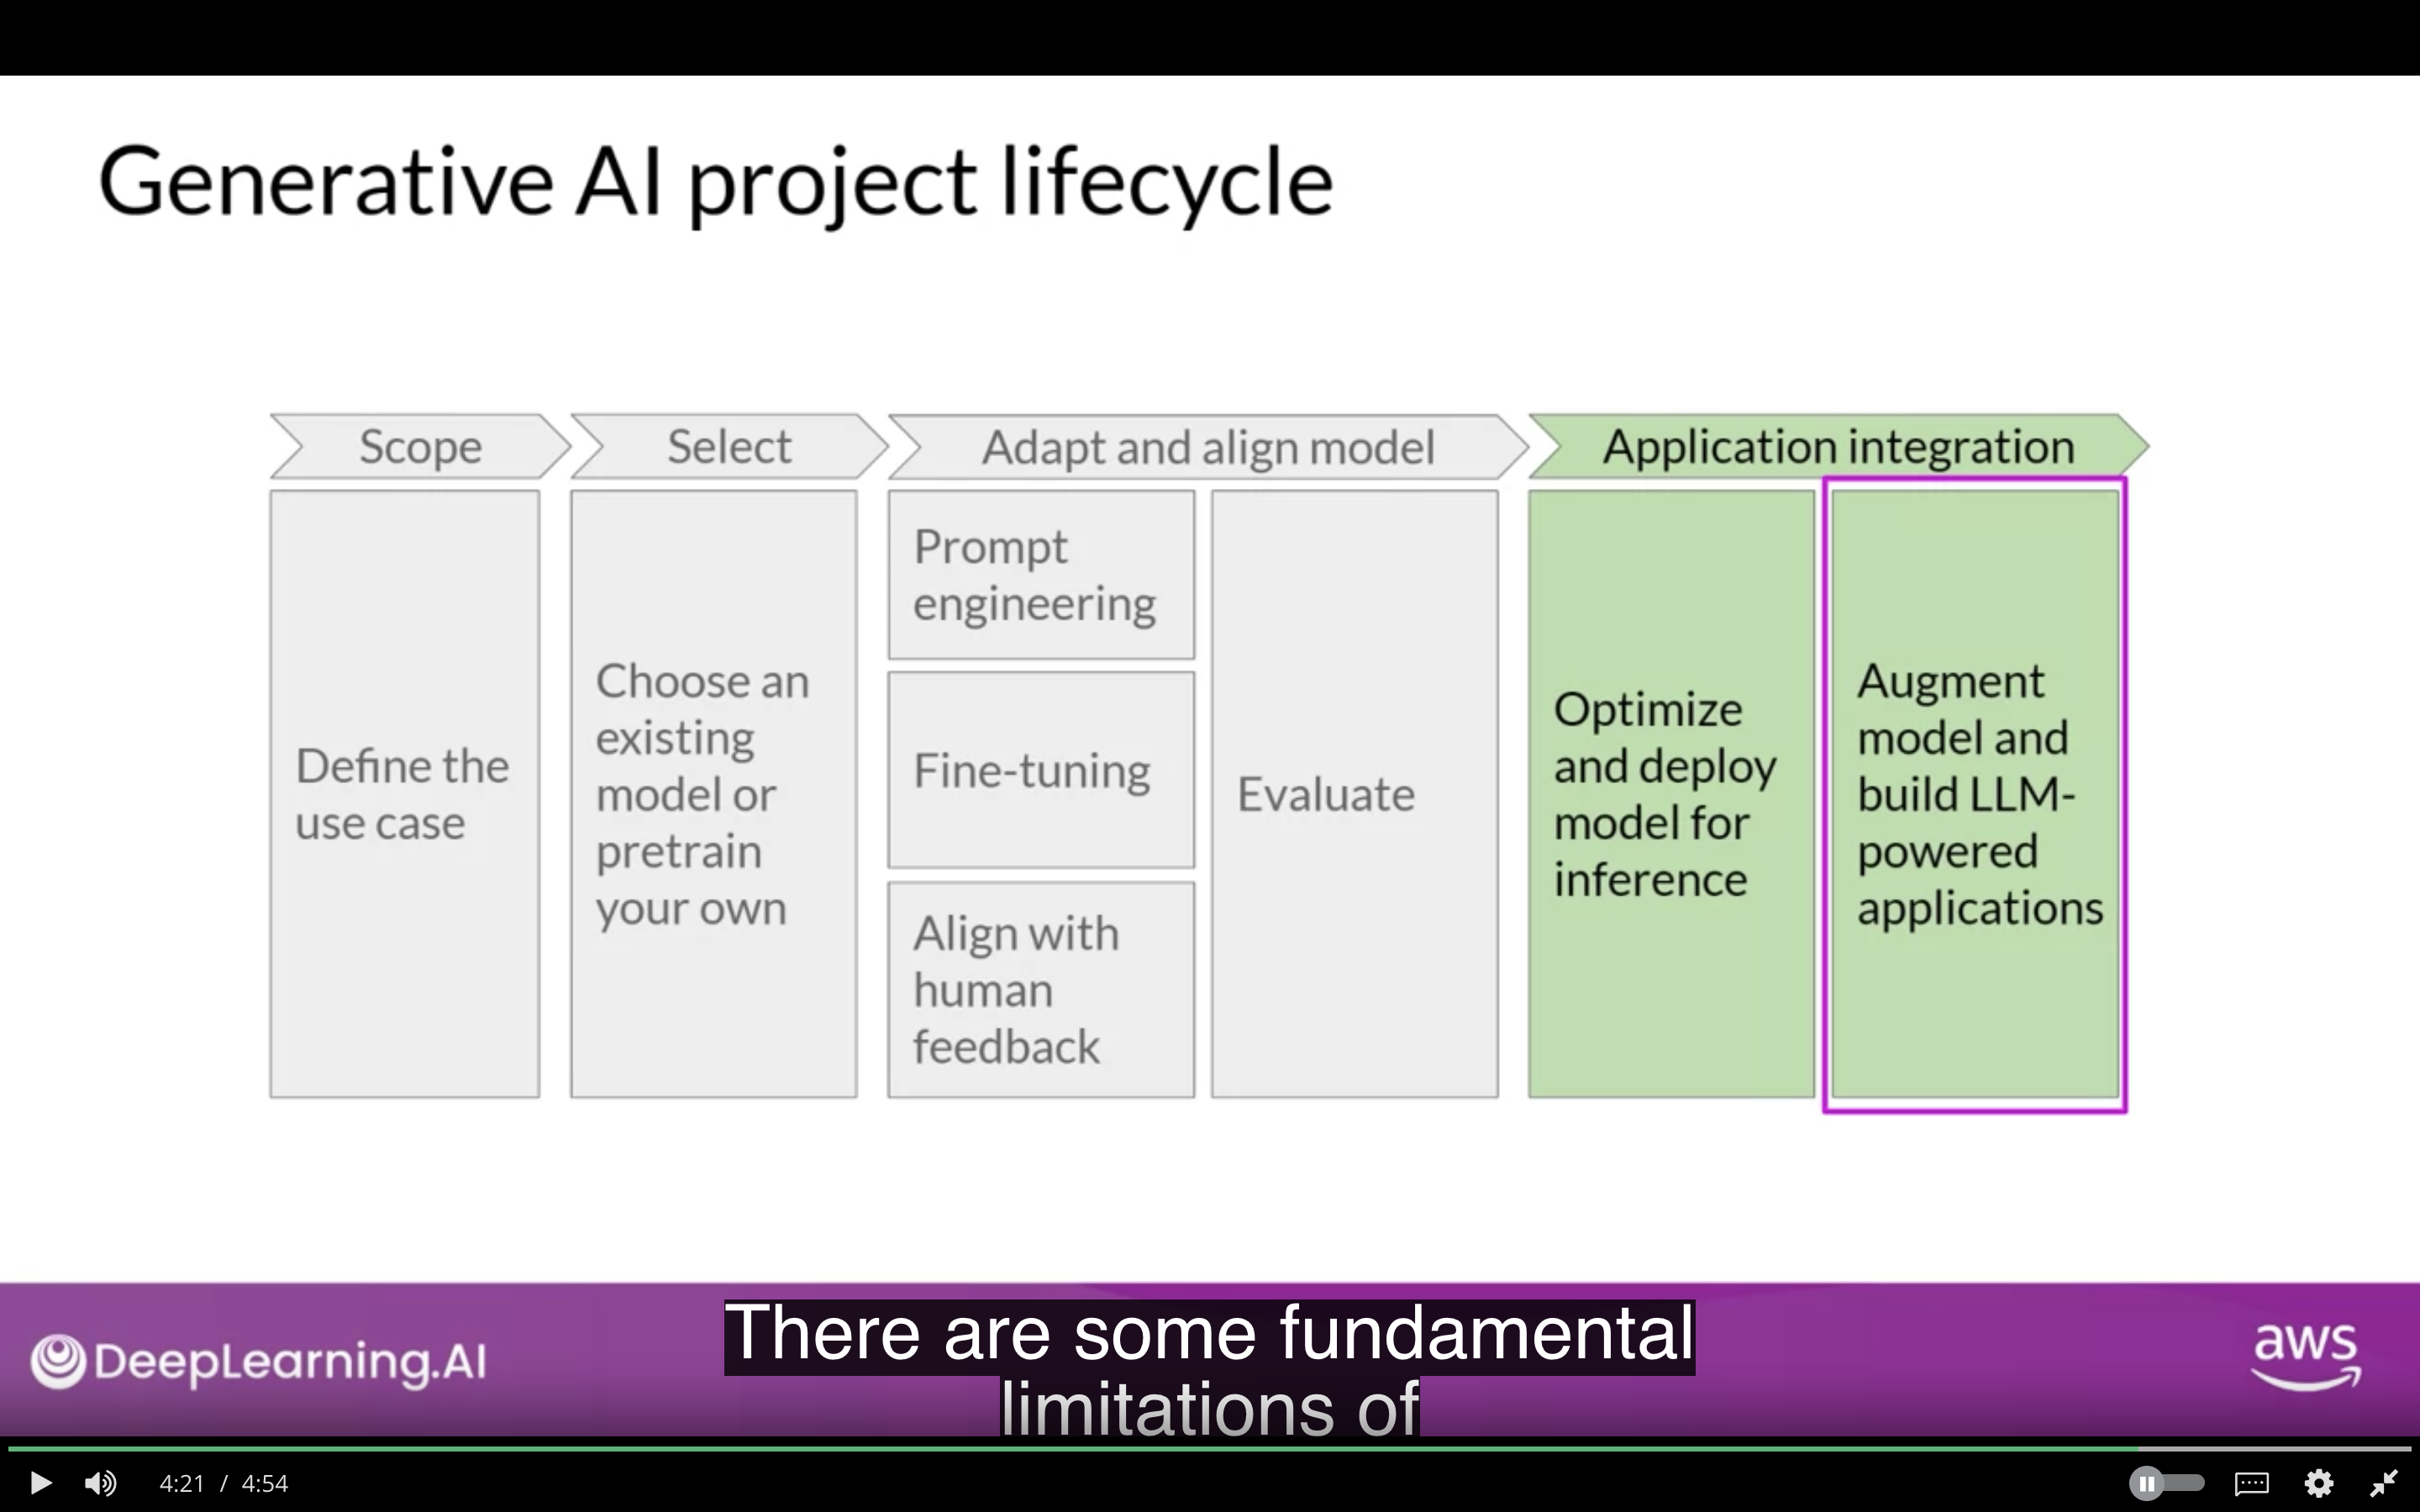 Generative AI project lifecycle
Scope
Select
Adapt and align model
Application integration
Define the
use case
Choose an
existing
model or
pretrain
your own
Prompt
engineering
Fine-tuning
Align with
human
feedback
Evaluate
Optimize
and deploy
model for
inference
Augment
model and
build LLM-
powered
applications
DeepLearning.AI
There are some fundamental
limitations of
aws
4:21 / 4:54